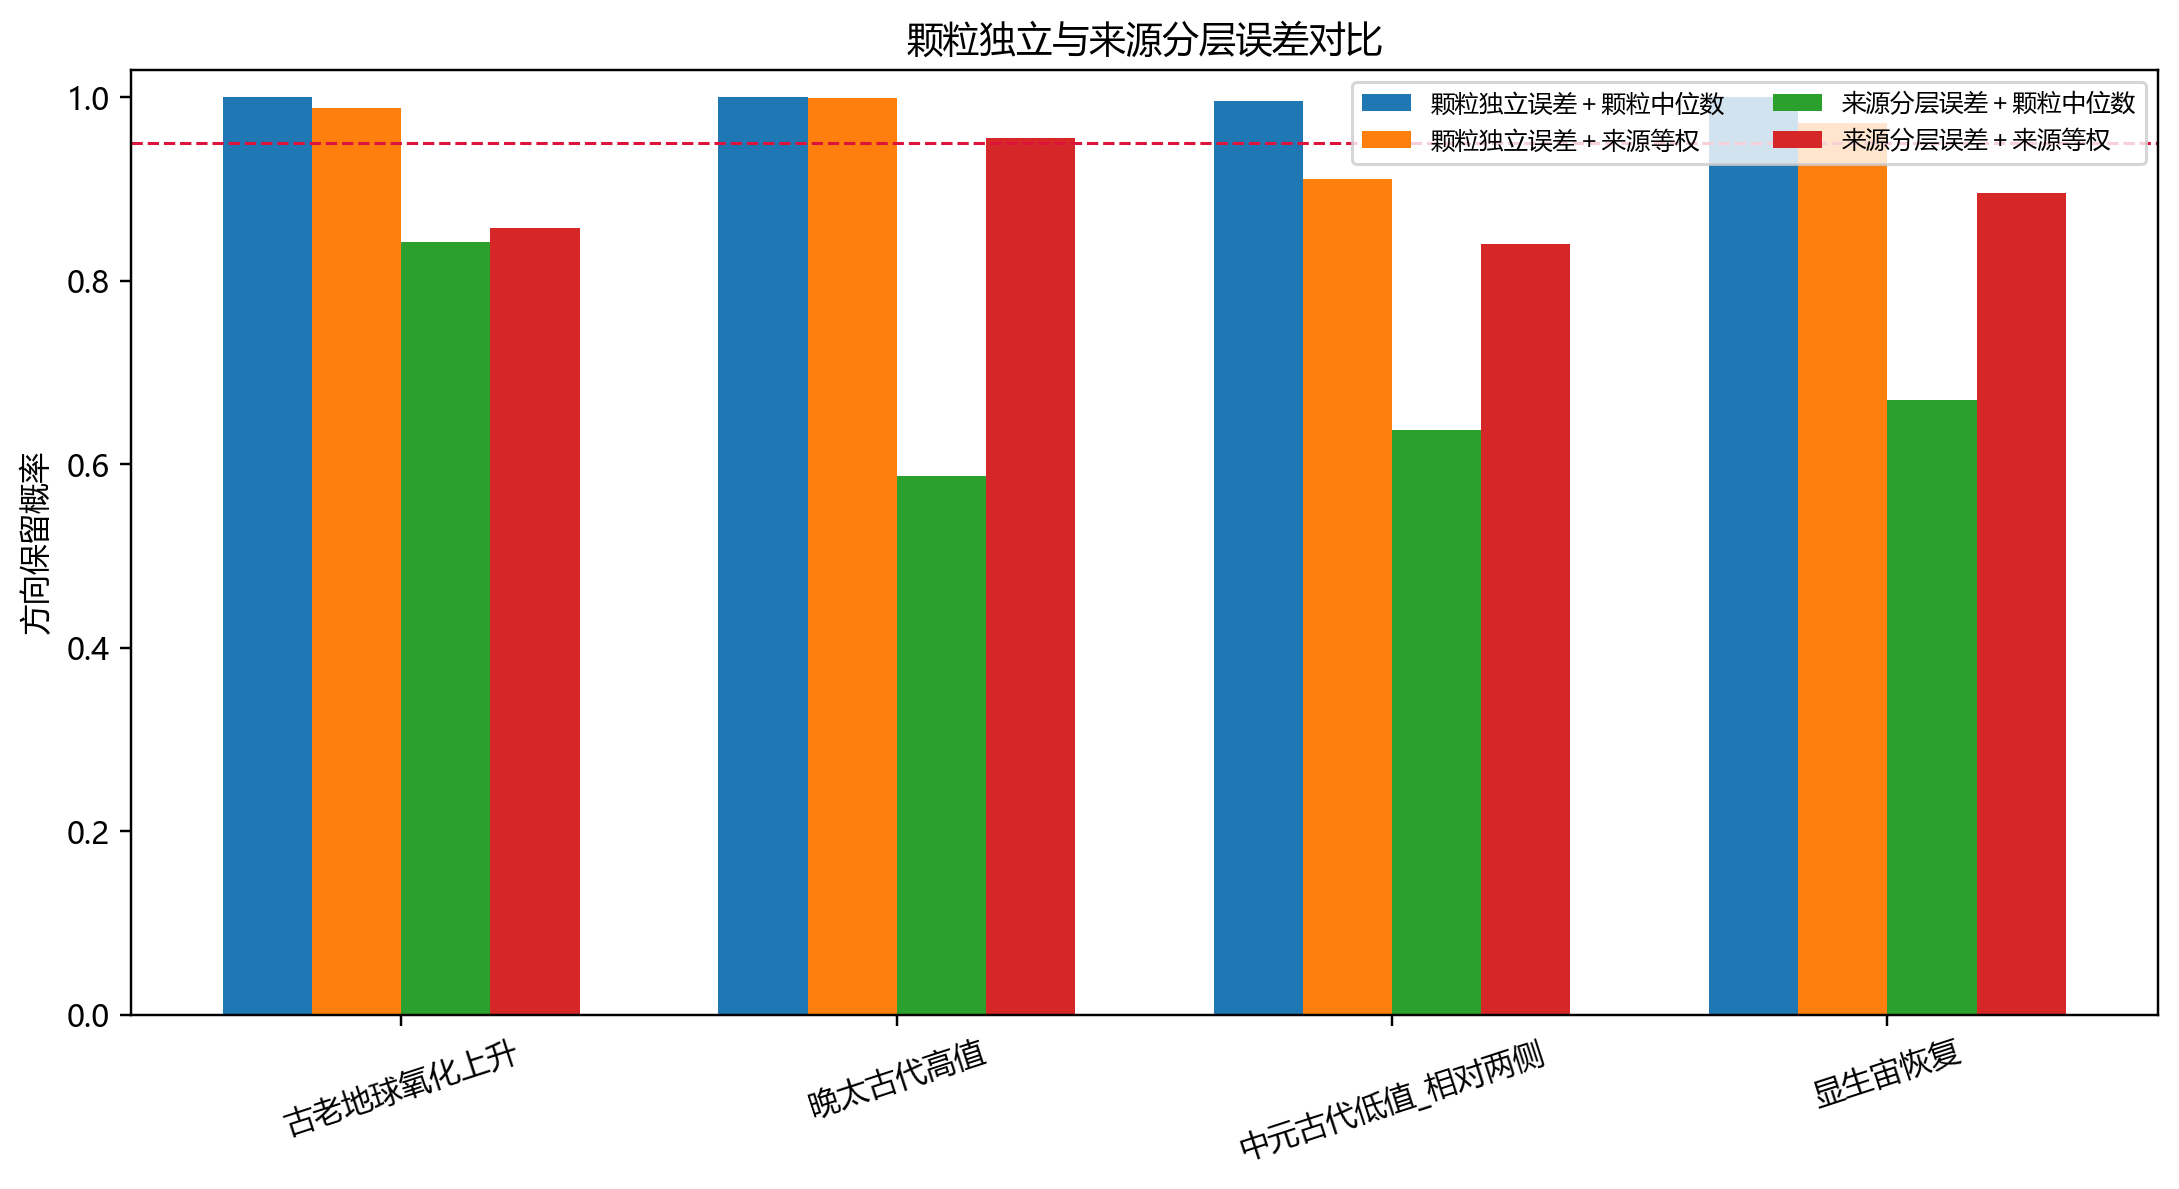 颗粒独立与来源分层误差对比
颗粒独立误差 + 颗粒中位数
颗粒独立误差 + 来源等权
来源分层误差 + 颗粒中位数
来源分层误差 + 来源等权
方向保留概率
1.0
0.8
0.6
0.4
0.2
0.0
古老地球氧化上升
晚太古代高值
中元古代低值_相对两侧
显生宙恢复